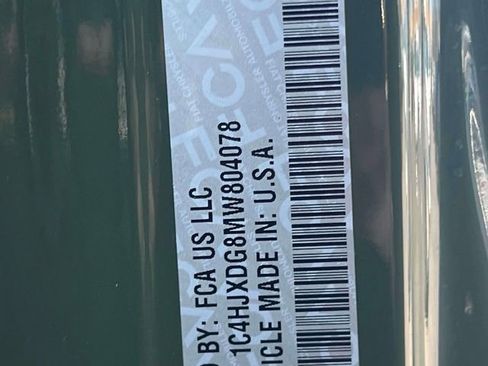 D BY: FCA US LLC
1C4HJXDG8MW804078
ICLE MADE IN: U.S.A.